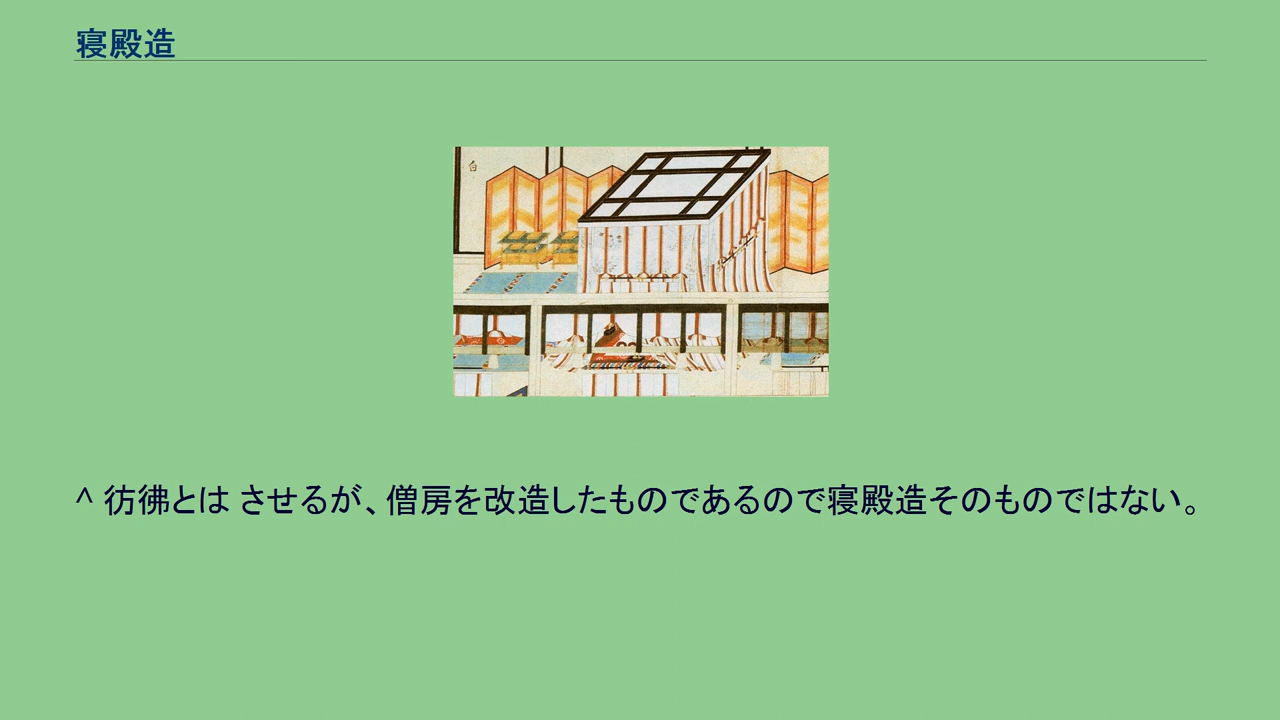 寝殿造
白
^ 彷彿とは させるが、僧房を改造したものであるので寝殿造そのものではない。